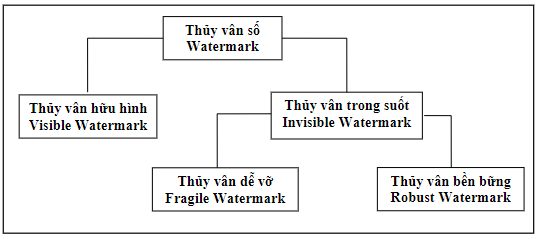 Thủy vân số
Watermark
Thủy vân hữu hình
Visible Watermark
Thủy vân trong suốt
Invisible Watermark
Thủy vân dễ vỡ
Fragile Watermark
Thủy vân bền bững
Robust Watermark